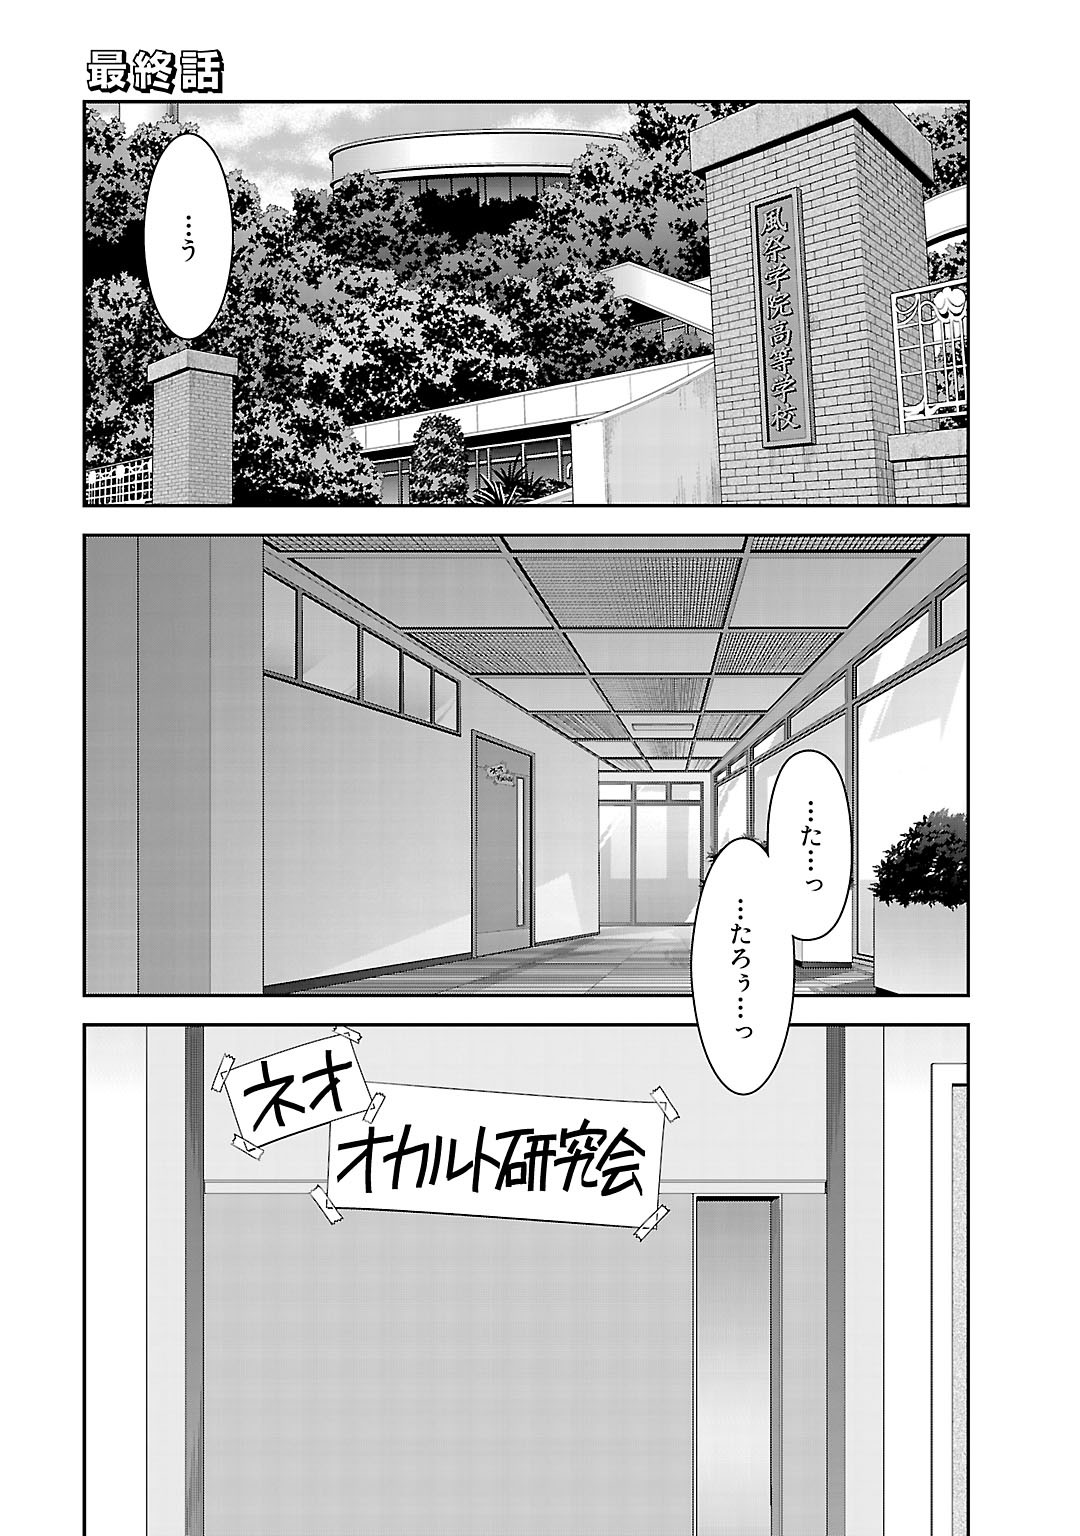 最終話
風祭学院高等学校
…う
…た…っ
…たろぅ…っ
ネオ
オカルト研究会